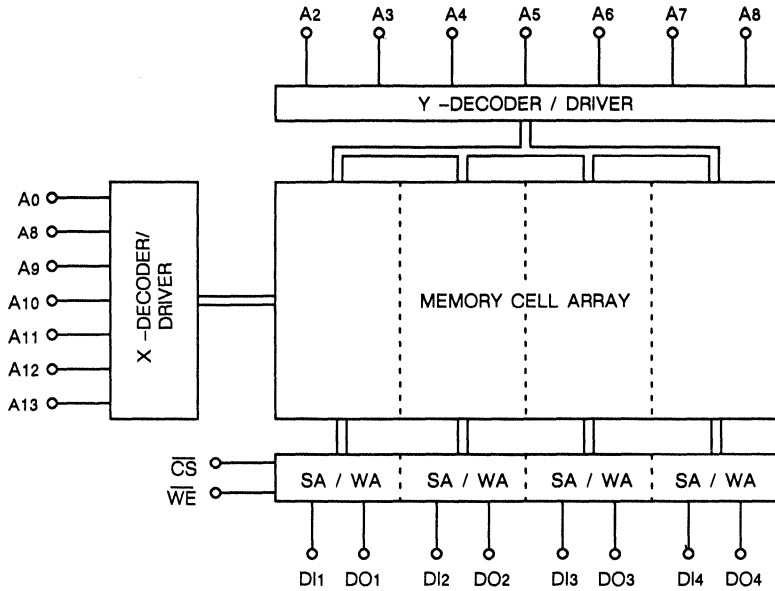 A2 A3 A4 A5 A6 A7 A8
Y –DECODER / DRIVER
A0
A8
A9
A10
A11
A12
A13
X –DECODER/
DRIVER
MEMORY CELL ARRAY
CS
WE
SA / WA SA / WA SA / WA SA / WA
DI1 DO1 DI2 DO2 DI3 DO3 DI4 DO4